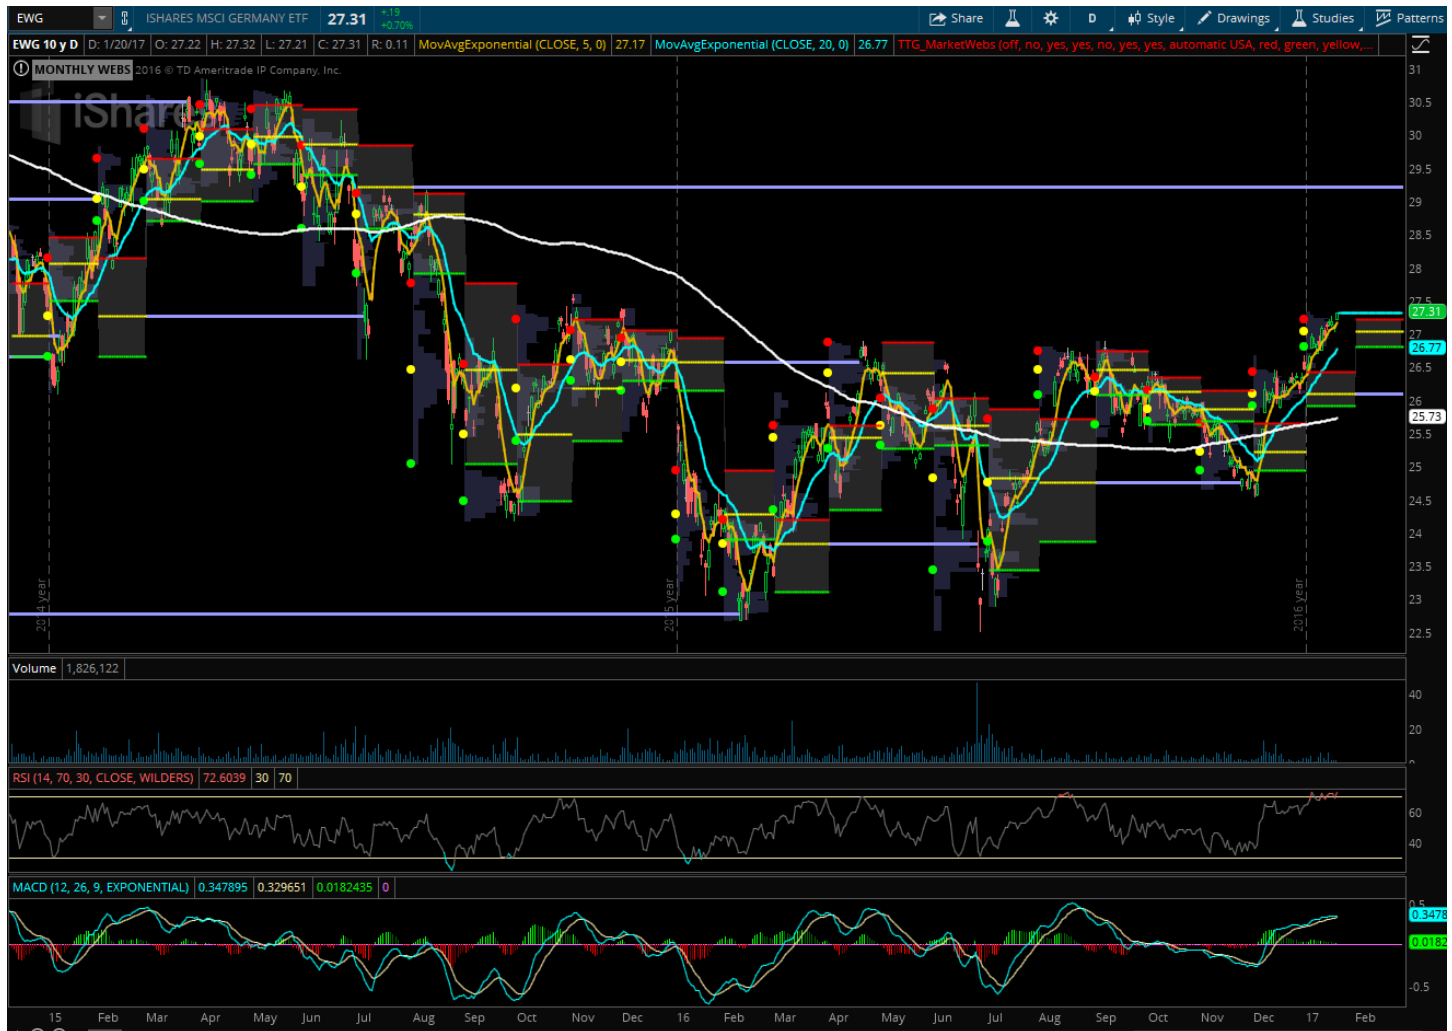 EWG ISHARES MSCI GERMANY ETF 27.31 +.19 +0.70% Share D Style Drawings Studies Patterns
EWG 10 y D D: 1/20/17 O: 27.22 H: 27.32 L: 27.21 C: 27.31 R: 0.11 MovAvgExponential (CLOSE, 5, 0) 27.17 MovAvgExponential (CLOSE, 20, 0) 26.77 TTG_MarketWebs (off, no, yes, yes, no, yes, yes, automatic USA, red, green, yellow,...
MONTHLY WEBS 2016 © TD Ameritrade IP Company, Inc.
iShare
31
30.5
30
29.5
29
28.5
28
27.5
27.31
27
26.77
26.5
26
25.73
25.5
25
24.5
24
23.5
23
22.5
2014 year
2015 year
2016 year
Volume 1,826,122
40
20
RSI (14, 70, 30, CLOSE, WILDERS) 72.6039 30 70
60
40
MACD (12, 26, 9, EXPONENTIAL) 0.347895 0.329651 0.0182435 0
0.5
0.3478
0.0182
-0.5
15 Feb Mar Apr May Jun Jul Aug Sep Oct Nov Dec 16 Feb Mar Apr May Jun Jul Aug Sep Oct Nov Dec 17 Feb